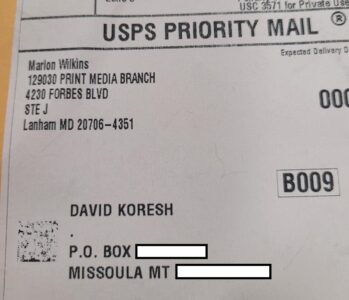 USC 3571 for Private Use
USPS PRIORITY MAIL ®
Expected Delivery D
Marion Wilkins
129030 PRINT MEDIA BRANCH
4230 FORBES BLVD
STE J
Lanham MD 20706-4351
000
B009
DAVID KORESH
.
P.O. BOX
MISSOULA MT